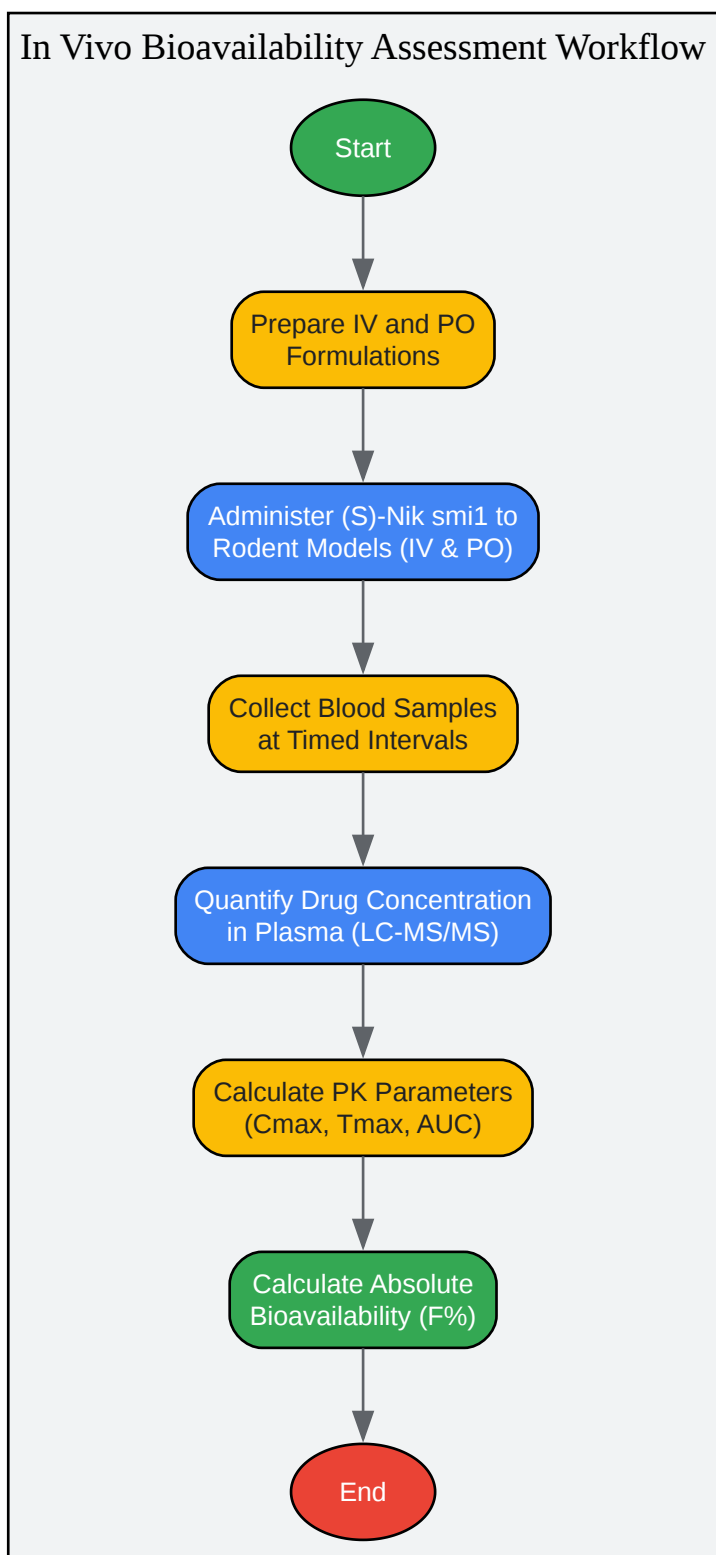 In Vivo Bioavailability Assessment Workflow
Start
Prepare IV and PO
Formulations
Administer (S)-Nik smi1 to
Rodent Models (IV & PO)
Collect Blood Samples
at Timed Intervals
Quantify Drug Concentration
in Plasma (LC-MS/MS)
Calculate PK Parameters
(Cmax, Tmax, AUC)
Calculate Absolute
Bioavailability (F%)
End